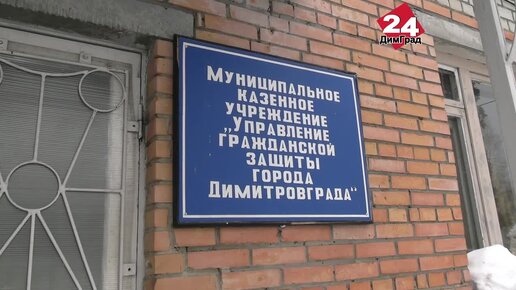 24
ДимГрад
Муниципальное
казенное
учреждение
„Управление
гражданской
защиты
города
Димитровграда"